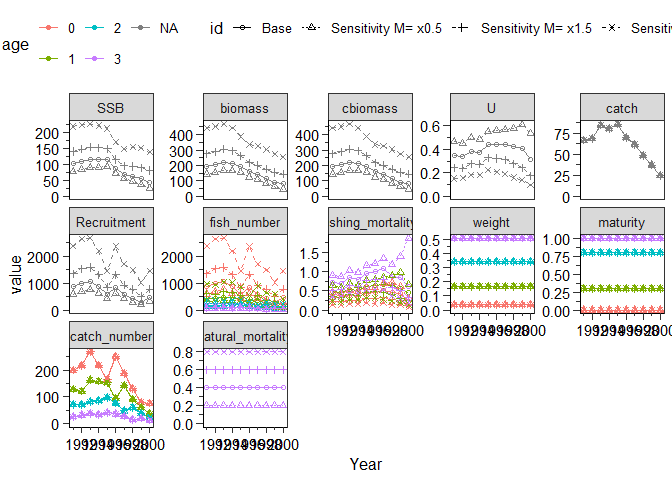 age 0 2 NA id Base Sensitivity M= x0.5 Sensitivity M= x1.5
1 3
SSB biomass cbiomass U catch
200 150 100 50 0
400 300 200 100 0
400 300 200 100 0
0.6 0.4 0.2 0.0
75 50 25 0
value
Recruitment fish_number shing_mortality weight maturity
2000 1000 0
2000 1000 0
1.5 1.0 0.5 0.0
0.5 0.4 0.3 0.2 0.1 0.0
1.00 0.75 0.50 0.25 0.00
catch_number atural_mortality
200 100 0
0.8 0.6 0.4 0.2 0.0
Year